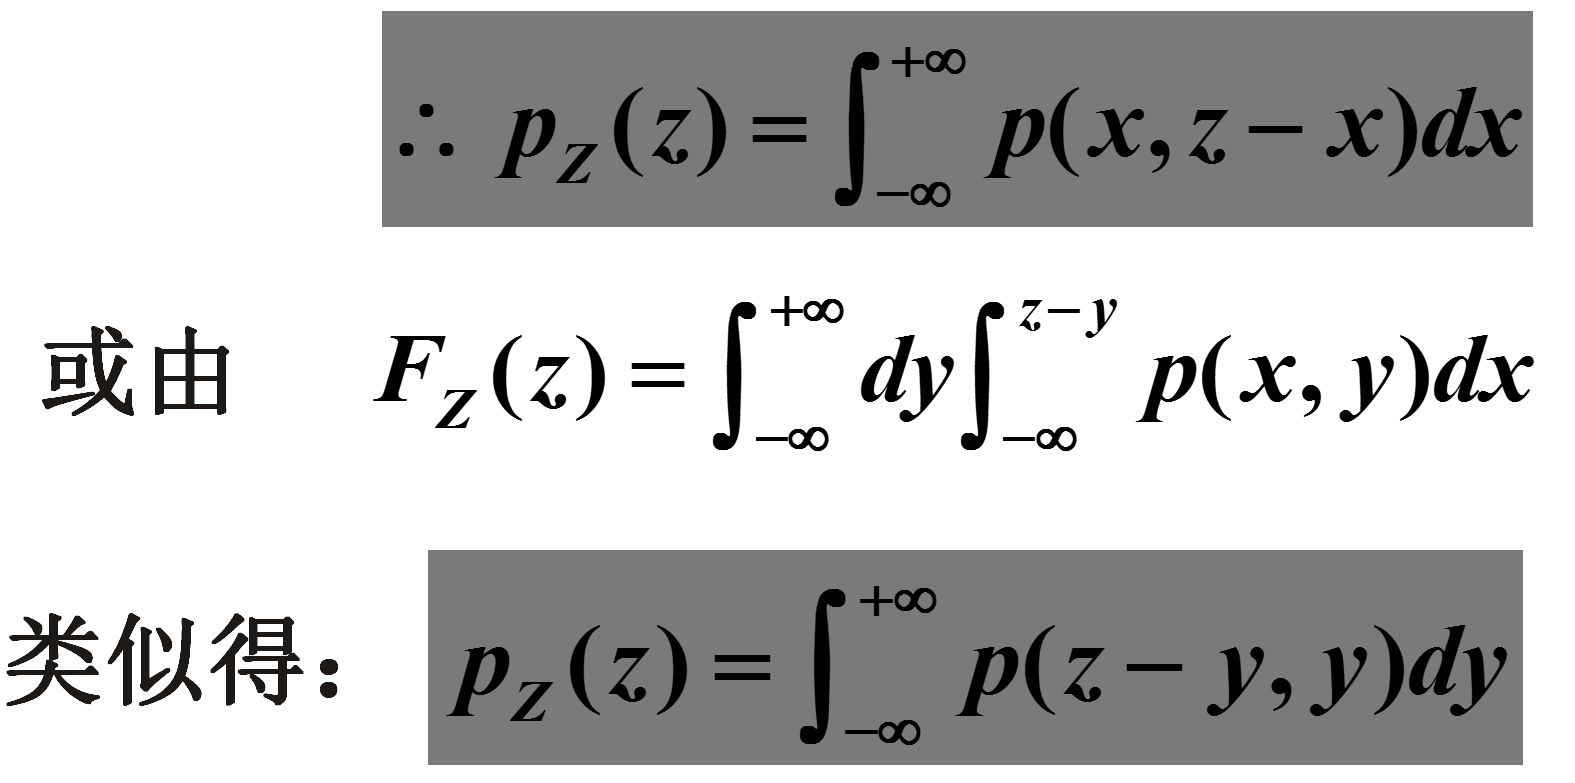 ∴ p_Z(z) = ∫_{-∞}^{+∞} p(x, z - x)dx
或由 F_Z(z) = ∫_{-∞}^{+∞} dy ∫_{-∞}^{z-y} p(x, y)dx
类似得： p_Z(z) = ∫_{-∞}^{+∞} p(z - y, y)dy